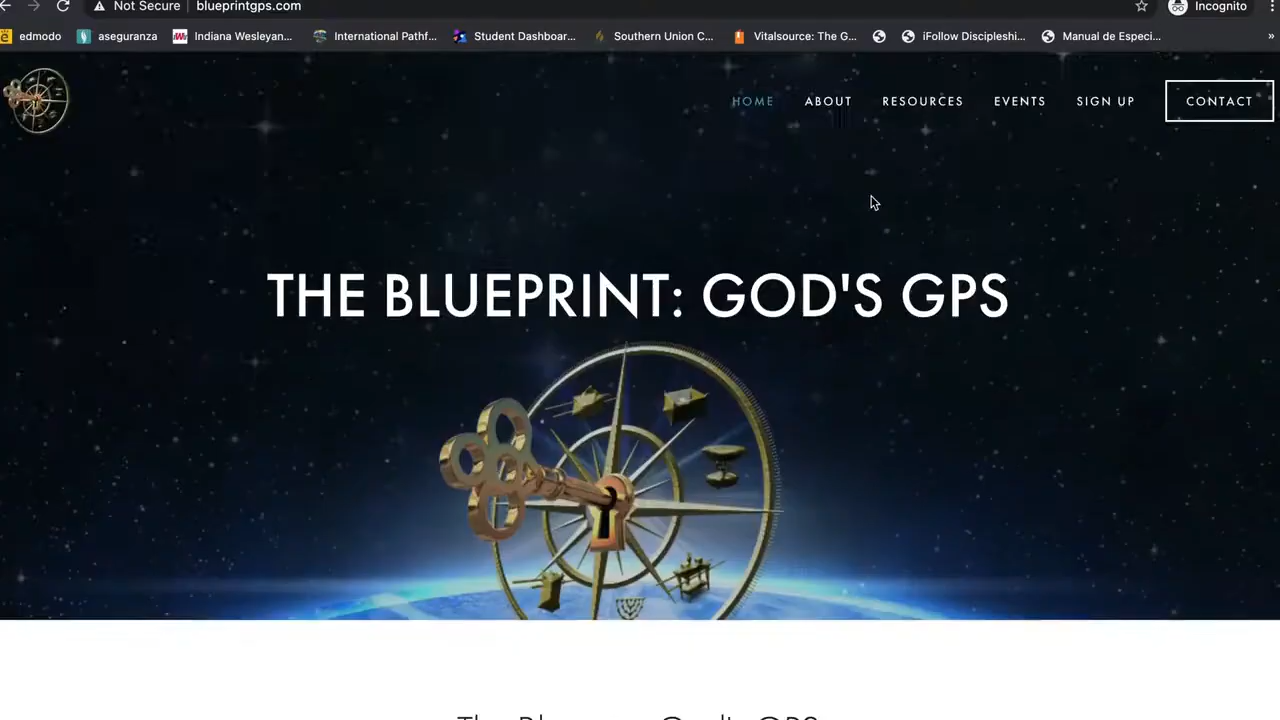 Not Secure blueprintgps.com Incognito
edmodo aseguranza Indiana Wesleyan... International Pathf... Student Dashboar... Southern Union C... Vitalsource: The G... iFollow Discipleshi... Manual de Especi... »
HOME ABOUT RESOURCES EVENTS SIGN UP CONTACT
THE BLUEPRINT: GOD'S GPS